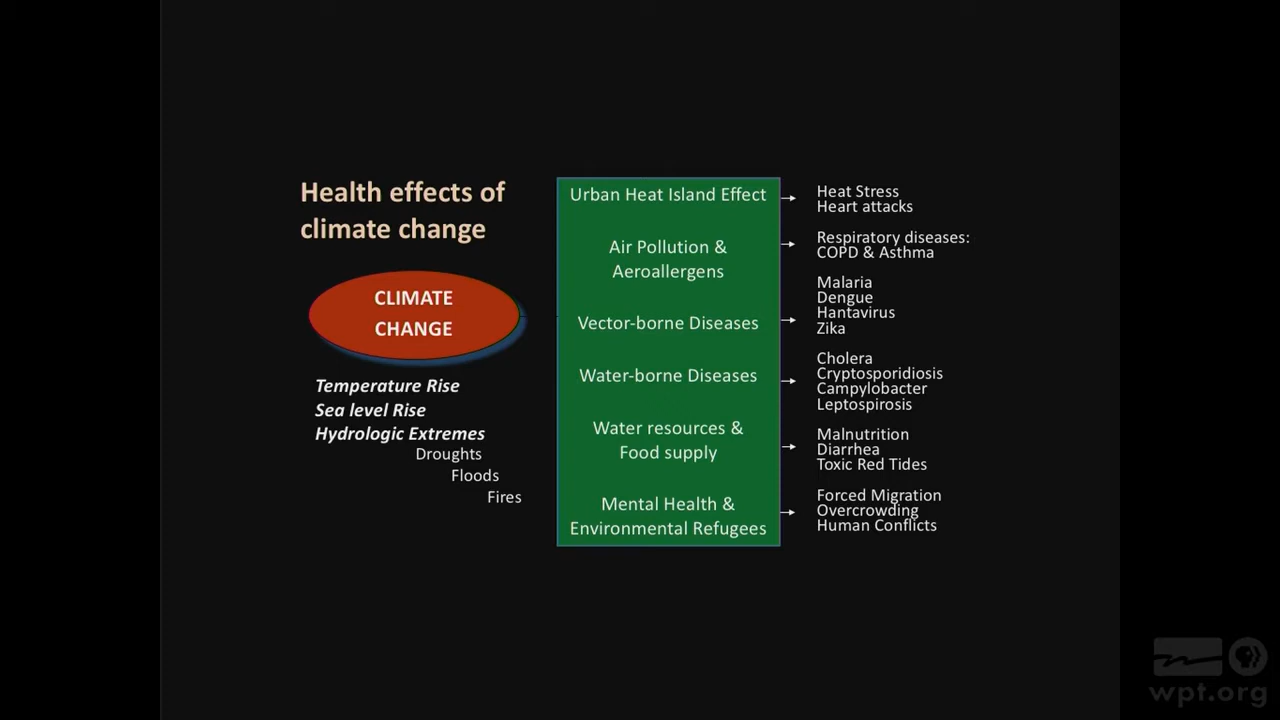 Health effects of
climate change
CLIMATE
CHANGE
Temperature Rise
Sea level Rise
Hydrologic Extremes
Droughts
Floods
Fires
Urban Heat Island Effect
Air Pollution &
Aeroallergens
Vector-borne Diseases
Water-borne Diseases
Water resources &
Food supply
Mental Health &
Environmental Refugees
Heat Stress
Heart attacks
Respiratory diseases:
COPD & Asthma
Malaria
Dengue
Hantavirus
Zika
Cholera
Cryptosporidiosis
Campylobacter
Leptospirosis
Malnutrition
Diarrhea
Toxic Red Tides
Forced Migration
Overcrowding
Human Conflicts
wpt.org